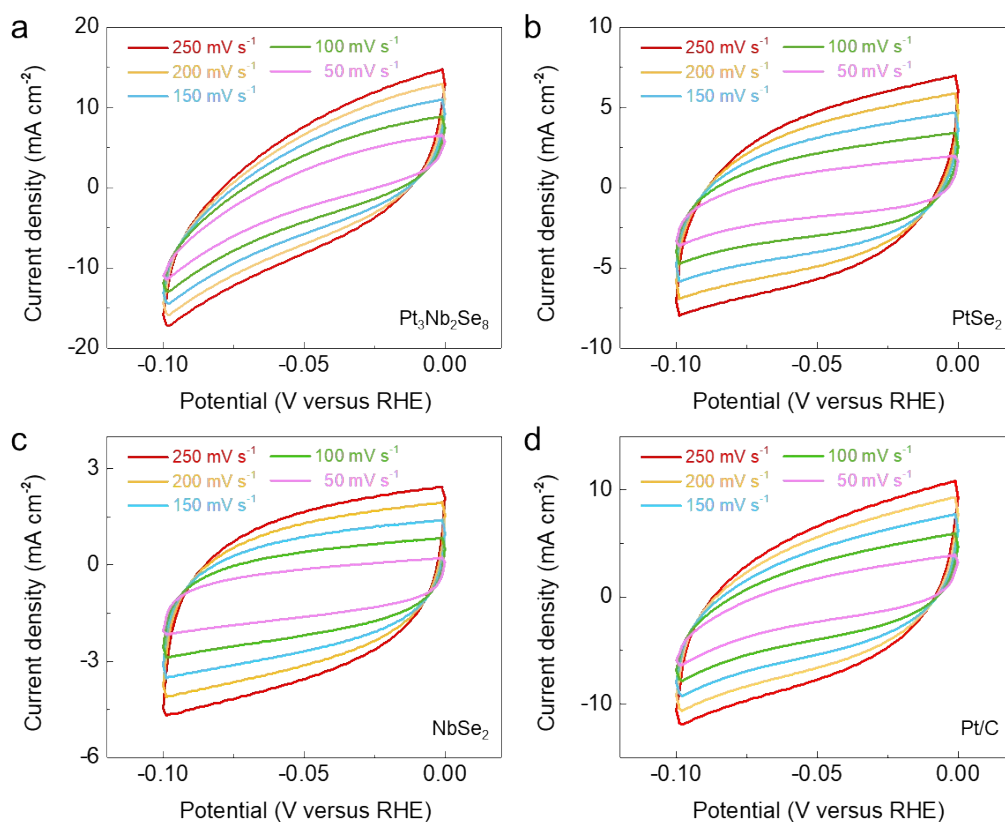 a
250 mV s⁻¹ 100 mV s⁻¹
200 mV s⁻¹ 50 mV s⁻¹
150 mV s⁻¹
20
10
0
-10
-20
Current density (mA cm⁻²)
Pt₃Nb₂Se₈
-0.10 -0.05 0.00
Potential (V versus RHE)
b
250 mV s⁻¹ 100 mV s⁻¹
200 mV s⁻¹ 50 mV s⁻¹
150 mV s⁻¹
10
5
0
-5
-10
Current density (mA cm⁻²)
PtSe₂
-0.10 -0.05 0.00
Potential (V versus RHE)
c
250 mV s⁻¹ 100 mV s⁻¹
200 mV s⁻¹ 50 mV s⁻¹
150 mV s⁻¹
3
0
-3
-6
Current density (mA cm⁻²)
NbSe₂
-0.10 -0.05 0.00
Potential (V versus RHE)
d
250 mV s⁻¹ 100 mV s⁻¹
200 mV s⁻¹ 50 mV s⁻¹
150 mV s⁻¹
10
0
-10
Current density (mA cm⁻²)
Pt/C
-0.10 -0.05 0.00
Potential (V versus RHE)